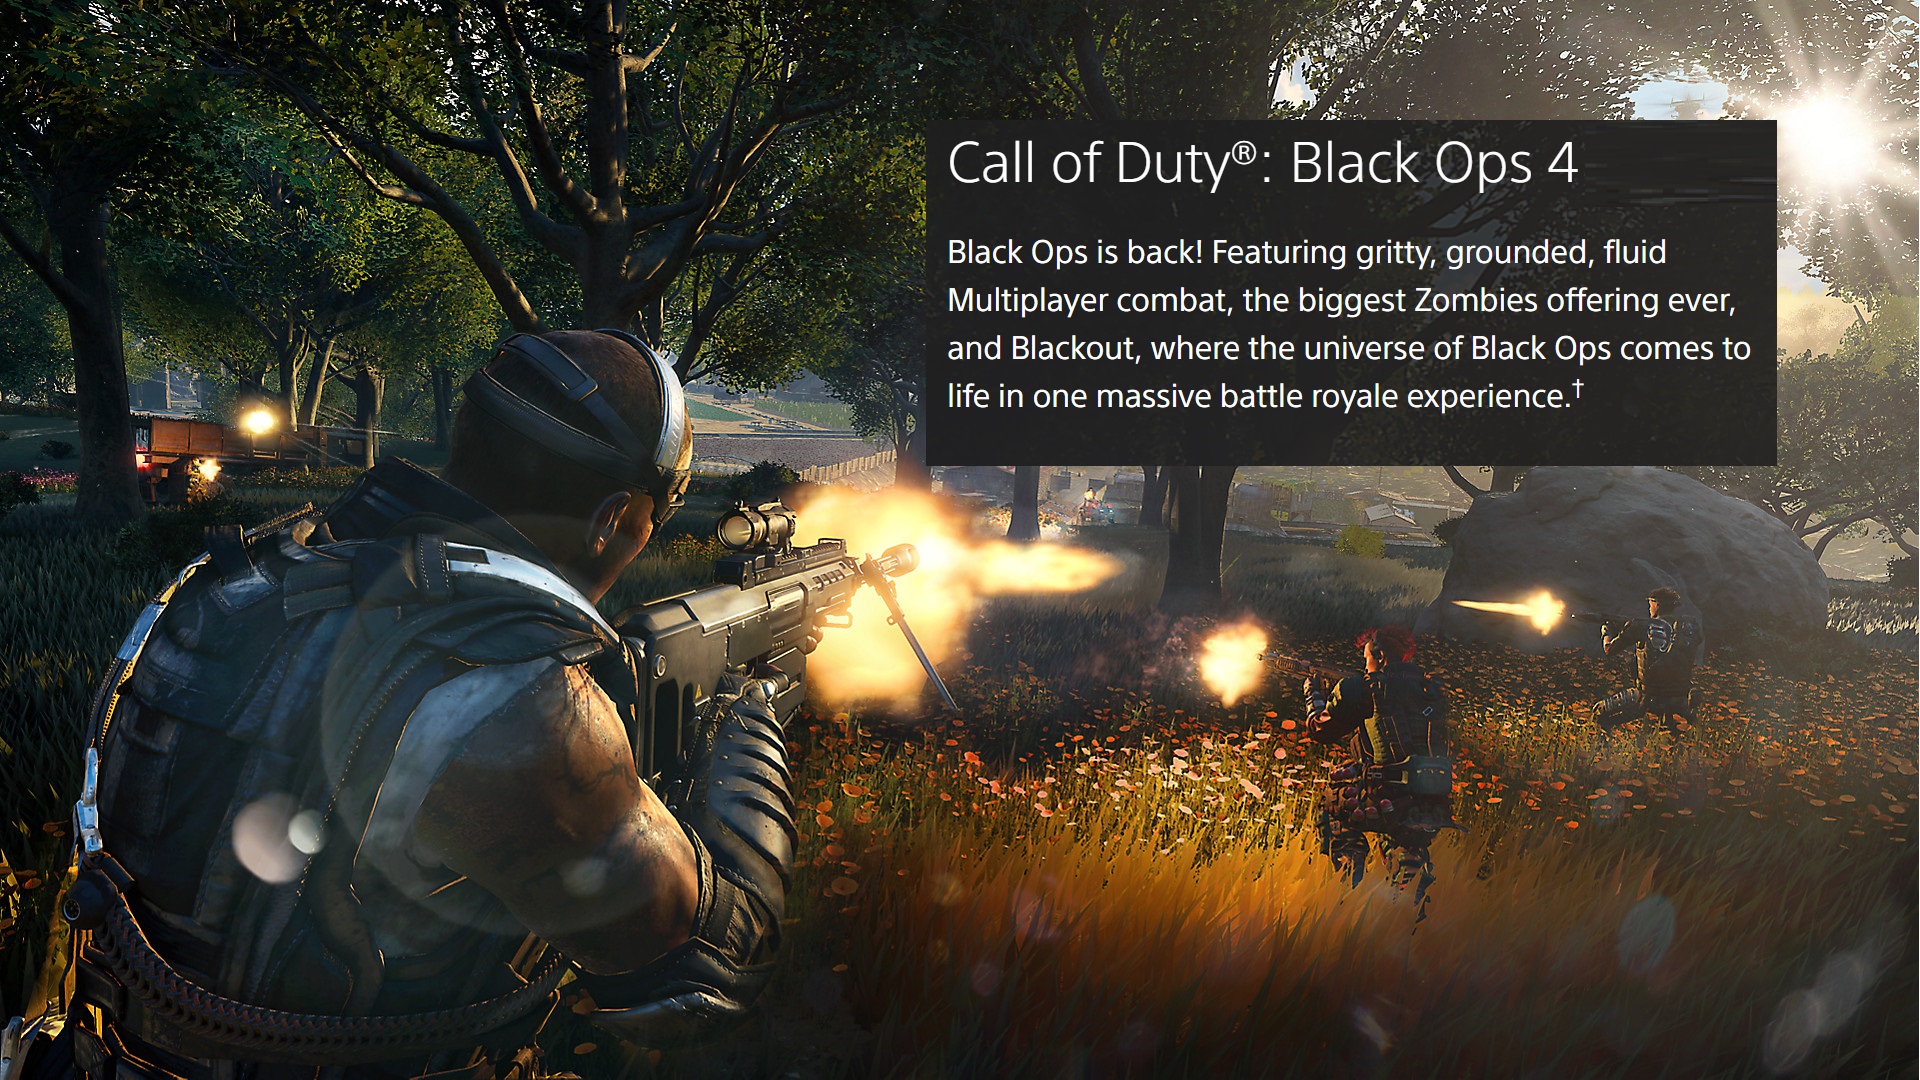 Call of Duty®: Black Ops 4
Black Ops is back! Featuring gritty, grounded, fluid
Multiplayer combat, the biggest Zombies offering ever,
and Blackout, where the universe of Black Ops comes to
life in one massive battle royale experience.†